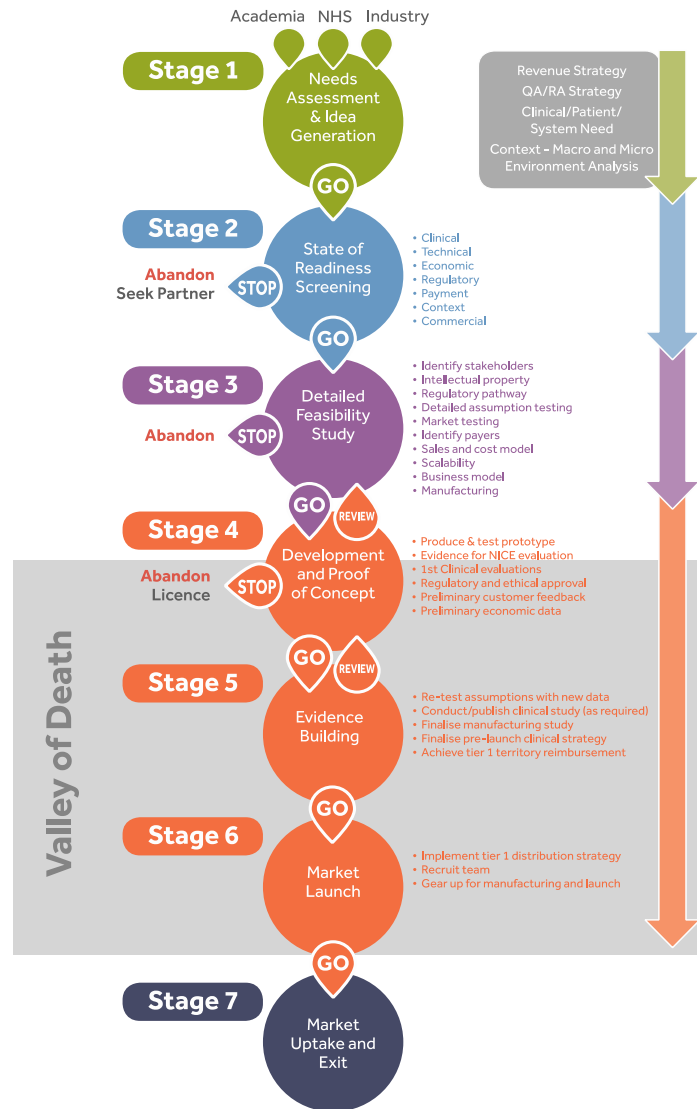 Academia NHS Industry
Stage 1
Needs
Assessment
& Idea
Generation
Revenue Strategy
QA/RA Strategy
Clinical/Patient/
System Need
Context - Macro and Micro
Environment Analysis
GO
Stage 2
State of
Readiness
Screening
Abandon
Seek Partner
STOP
• Clinical
• Technical
• Economic
• Regulatory
• Payment
• Context
• Commercial
GO
Stage 3
Detailed
Feasibility
Study
Abandon
STOP
• Identify stakeholders
• Intellectual property
• Regulatory pathway
• Detailed assumption testing
• Market testing
• Identify payers
• Sales and cost model
• Scalability
• Business model
• Manufacturing
GO
REVIEW
Stage 4
Development
and Proof
of Concept
Abandon
Licence
STOP
• Produce & test prototype
• Evidence for NICE evaluation
• 1st Clinical evaluations
• Regulatory and ethical approval
• Preliminary customer feedback
• Preliminary economic data
Valley of Death
GO
REVIEW
Stage 5
Evidence
Building
• Re-test assumptions with new data
• Conduct/publish clinical study (as required)
• Finalise manufacturing study
• Finalise pre-launch clinical strategy
• Achieve tier 1 territory reimbursement
GO
Stage 6
Market
Launch
• Implement tier 1 distribution strategy
• Recruit team
• Gear up for manufacturing and launch
GO
Stage 7
Market
Uptake and
Exit